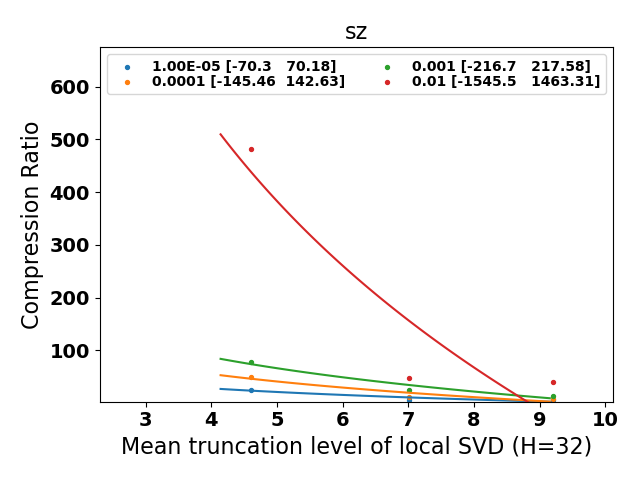 sz
1.00E-05 [-70.3 70.18]
0.0001 [-145.46 142.63]
0.001 [-216.7 217.58]
0.01 [-1545.5 1463.31]
Compression Ratio
600
500
400
300
200
100
3 4 5 6 7 8 9 10
Mean truncation level of local SVD (H=32)